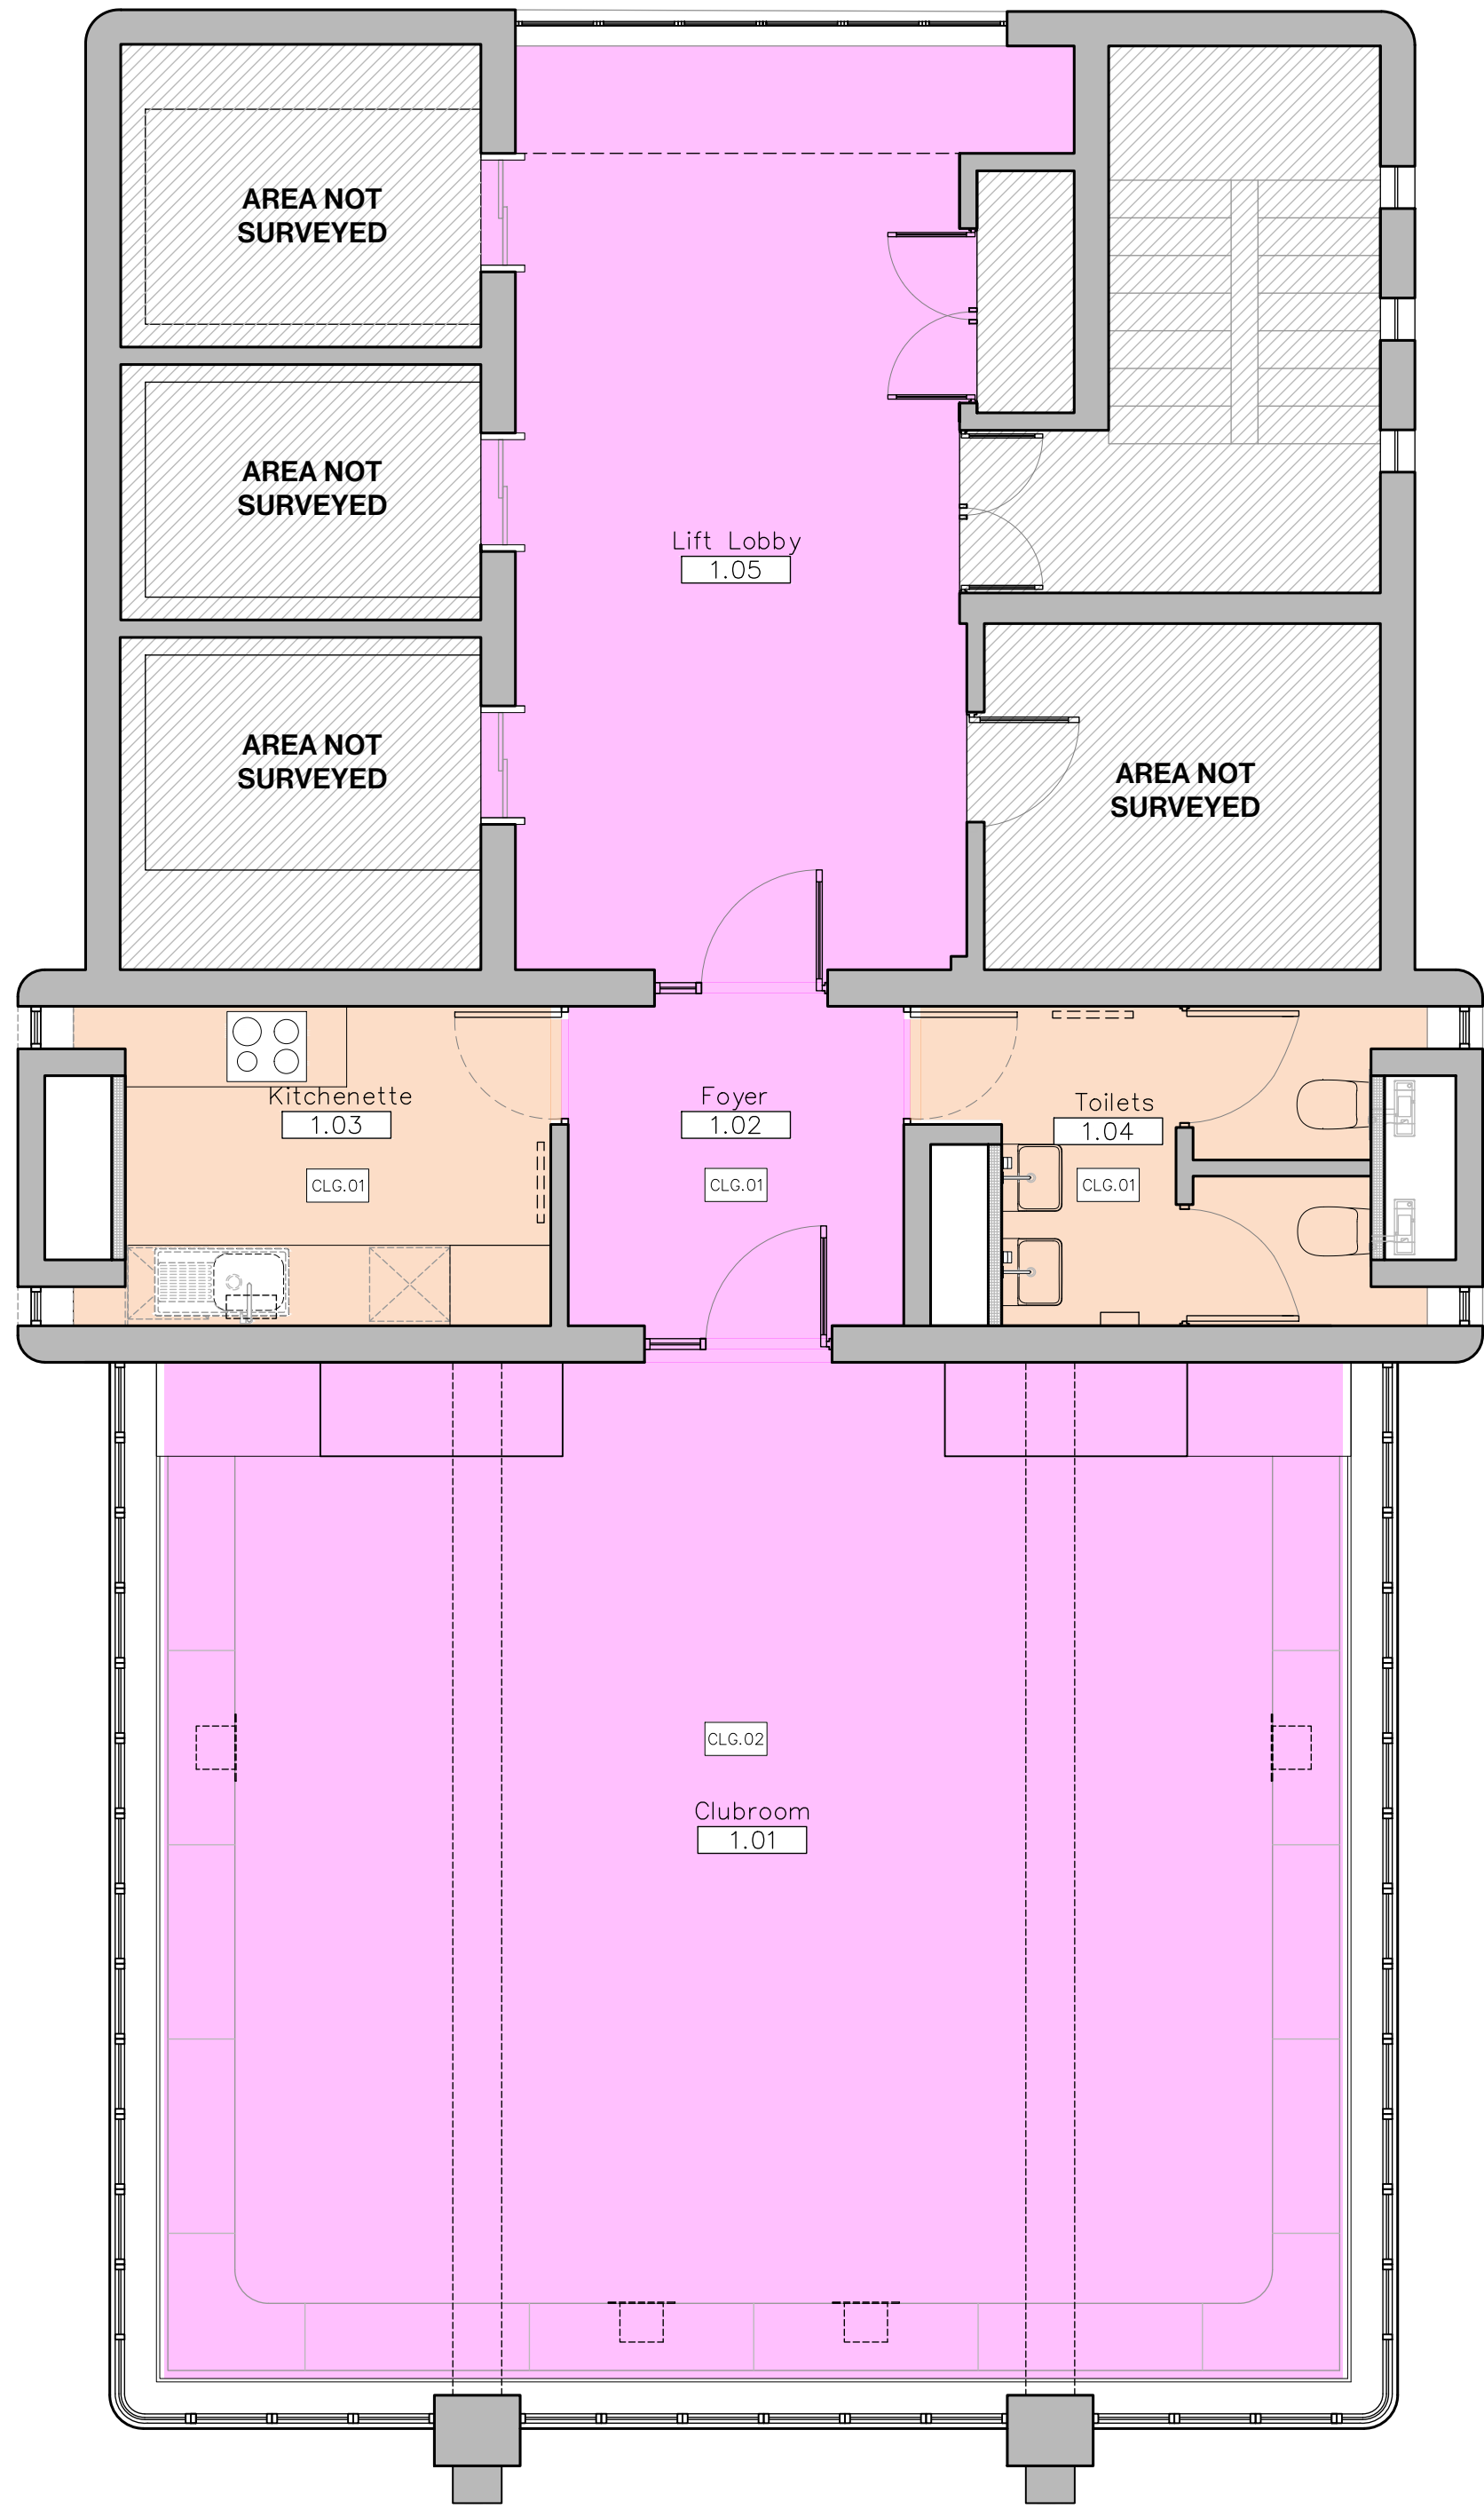 AREA NOT
SURVEYED
AREA NOT
SURVEYED
Lift Lobby
1.05
AREA NOT
SURVEYED
AREA NOT
SURVEYED
Kitchenette
1.03
CLG.01
Foyer
1.02
CLG.01
Toilets
1.04
CLG.01
CLG.02
Clubroom
1.01